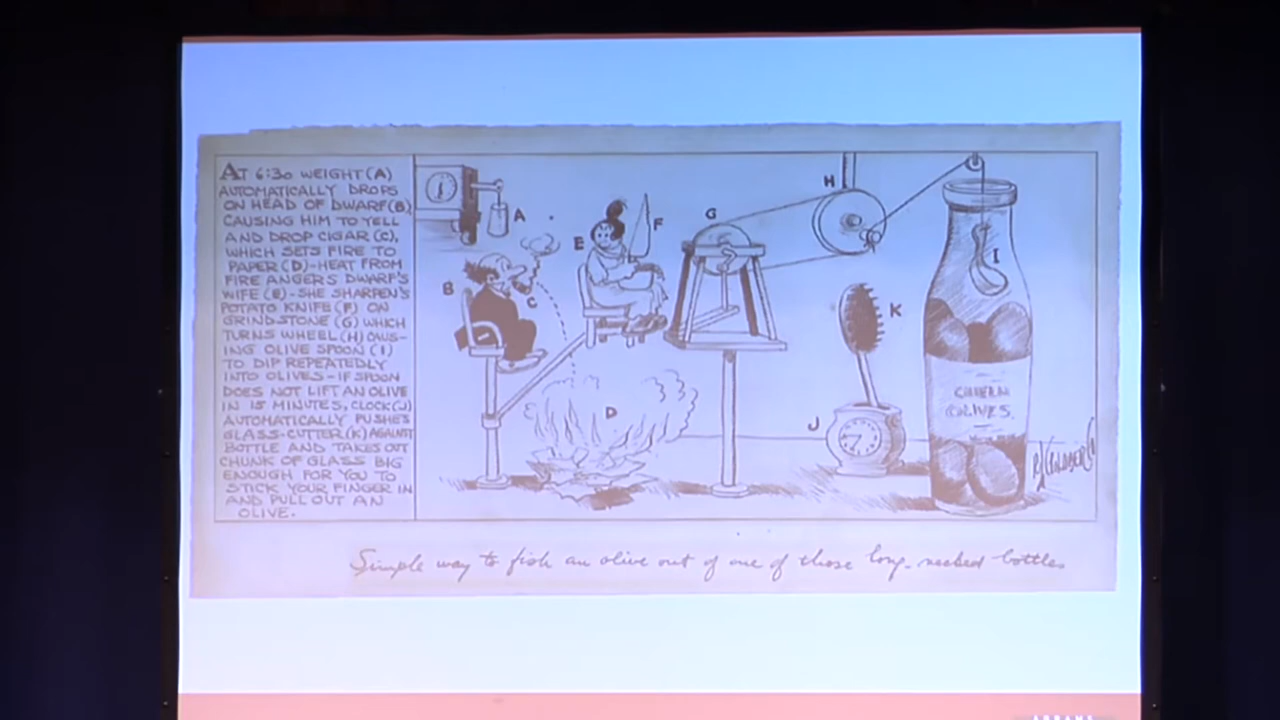 AT 6:30 WEIGHT (A)
AUTOMATICALLY DROPS
ON HEAD OF DWARF (B)
CAUSING HIM TO YELL
AND DROP CIGAR (C),
WHICH SETS FIRE TO
PAPER (D)-HEAT FROM
FIRE ANGERS DWARF'S
WIFE (E)-SHE SHARPEN'S
POTATO KNIFE (F) ON
GRINDSTONE (G) WHICH
TURNS WHEEL (H) CAUS-
ING OLIVE SPOON (I)
TO DIP REPEATEDLY
INTO OLIVES-IF SPOON
DOES NOT LIFT AN OLIVE
IN 15 MINUTES, CLOCK (J)
AUTOMATICALLY PUSHES
GLASS-CUTTER (K) AGAINST
BOTTLE AND TAKES OUT
CHUNK OF GLASS BIG
ENOUGH FOR YOU TO
STICK YOUR FINGER IN
AND PULL OUT AN
OLIVE.
A
B
C
D
E
F
G
H
I
J
K
QUEEN
OLIVES
Simple way to fish an olive out of one of those long-necked bottles
ABRAMS